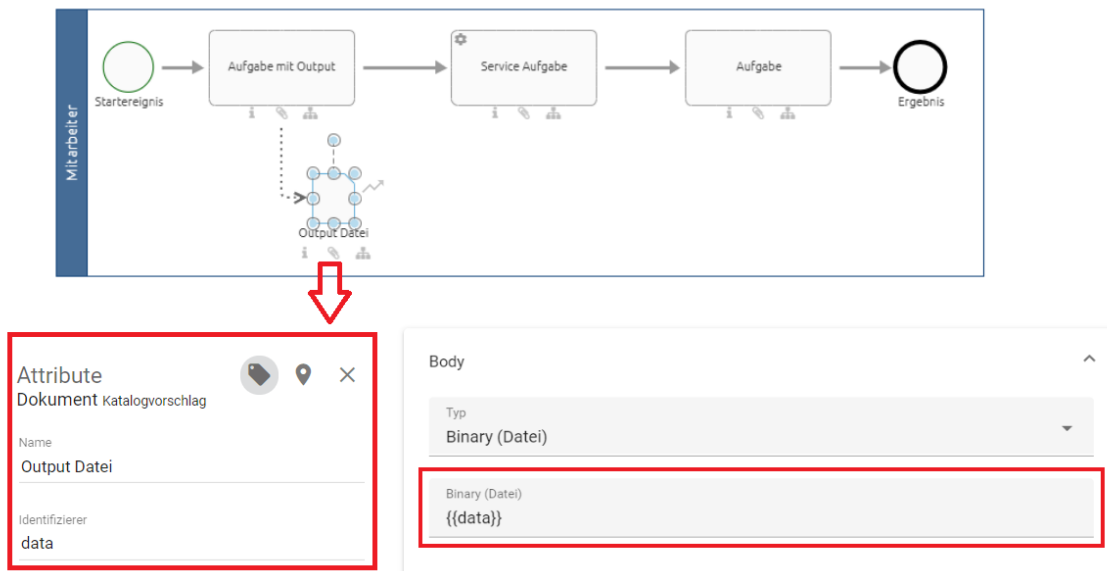 Mitarbeiter
Startereignis
Aufgabe mit Output
Service Aufgabe
Aufgabe
Ergebnis
Output Datei
Attribute
Dokument Katalogvorschlag
Name
Output Datei
Identifizierer
data
Body
Typ
Binary (Datei)
Binary (Datei)
{{data}}